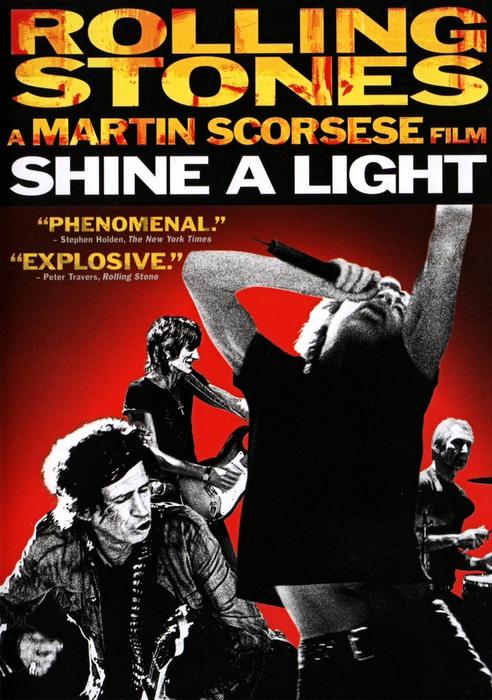 ROLLING
STONES
A MARTIN SCORSESE FILM
SHINE A LIGHT
“PHENOMENAL.”
– Stephen Holden, The New York Times
“EXPLOSIVE.”
– Peter Travers, Rolling Stone